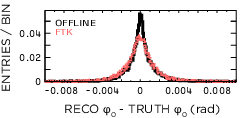 ENTRIES / BIN
OFFLINE
FTK
0.04
0.02
0
-0.008
-0.004
0
0.004
0.008
RECO φ₀ - TRUTH φ₀ (rad)